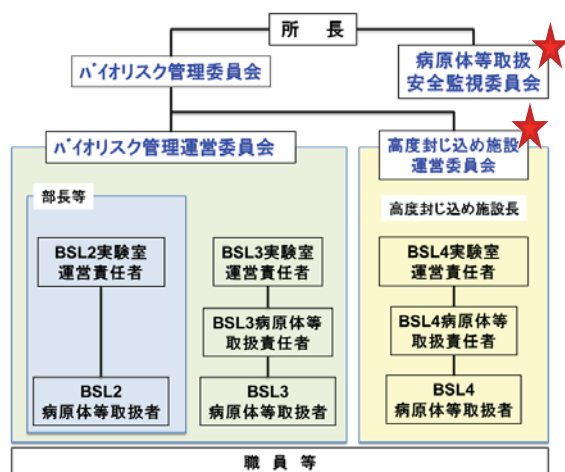 所 長
バイオリスク管理委員会
病原体等取扱
安全監視委員会
バイオリスク管理運営委員会
高度封じ込め施設
運営委員会
部長等
高度封じ込め施設長
BSL2実験室
運営責任者
BSL3実験室
運営責任者
BSL4実験室
運営責任者
BSL3病原体等
取扱責任者
BSL4病原体等
取扱責任者
BSL2
病原体等取扱者
BSL3
病原体等取扱者
BSL4
病原体等取扱者
職 員 等